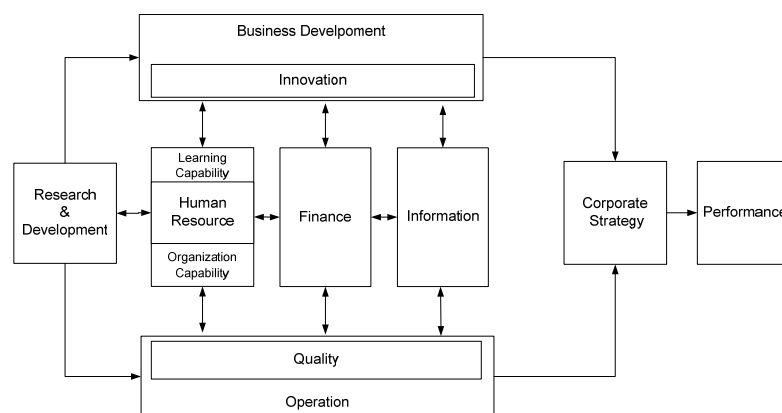 Business Develpoment
Innovation
Learning
Capability
Research
&
Development
Human
Resource
Finance
Information
Corporate
Strategy
Performance
Organization
Capability
Quality
Operation